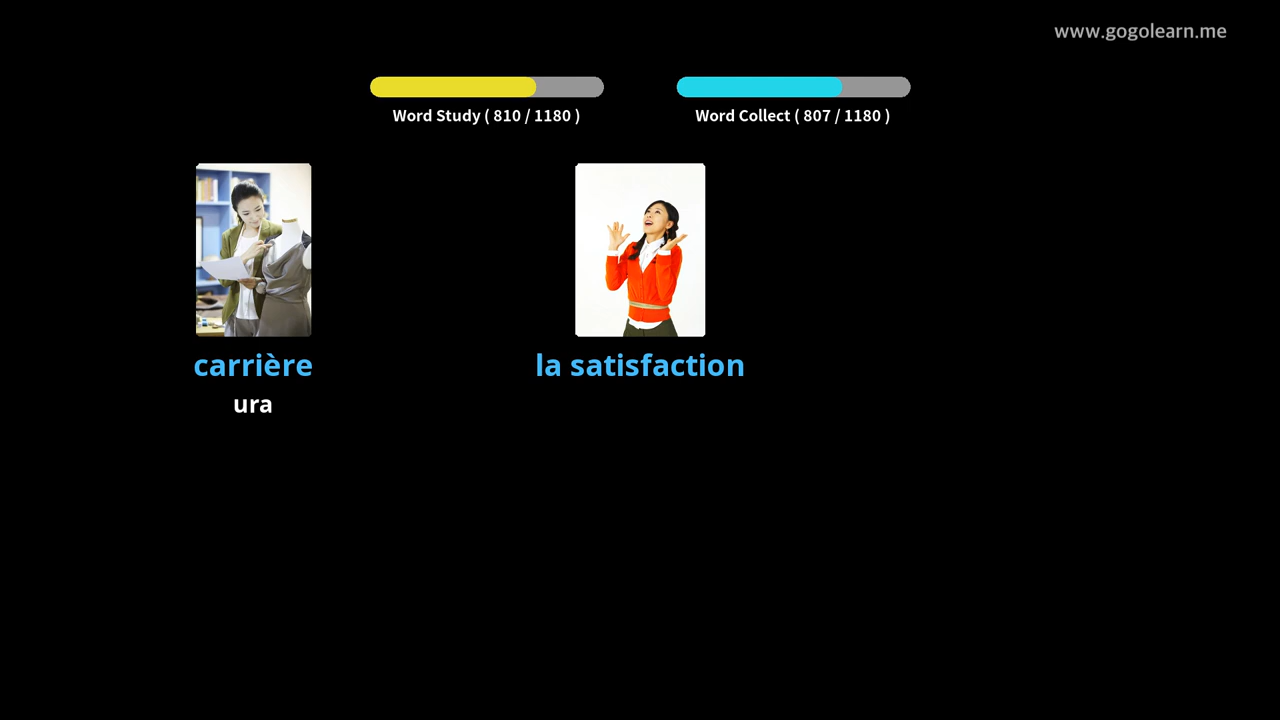 www.gogolearn.me
Word Study ( 810 / 1180 )
Word Collect ( 807 / 1180 )
carrière
ura
la satisfaction